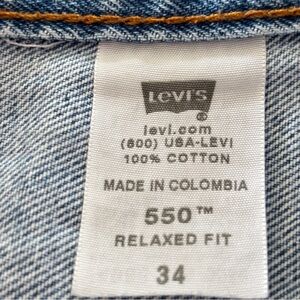 LEVI'S
®
levi.com
(800) USA-LEVI
100% COTTON
MADE IN COLOMBIA
550™
RELAXED FIT
34